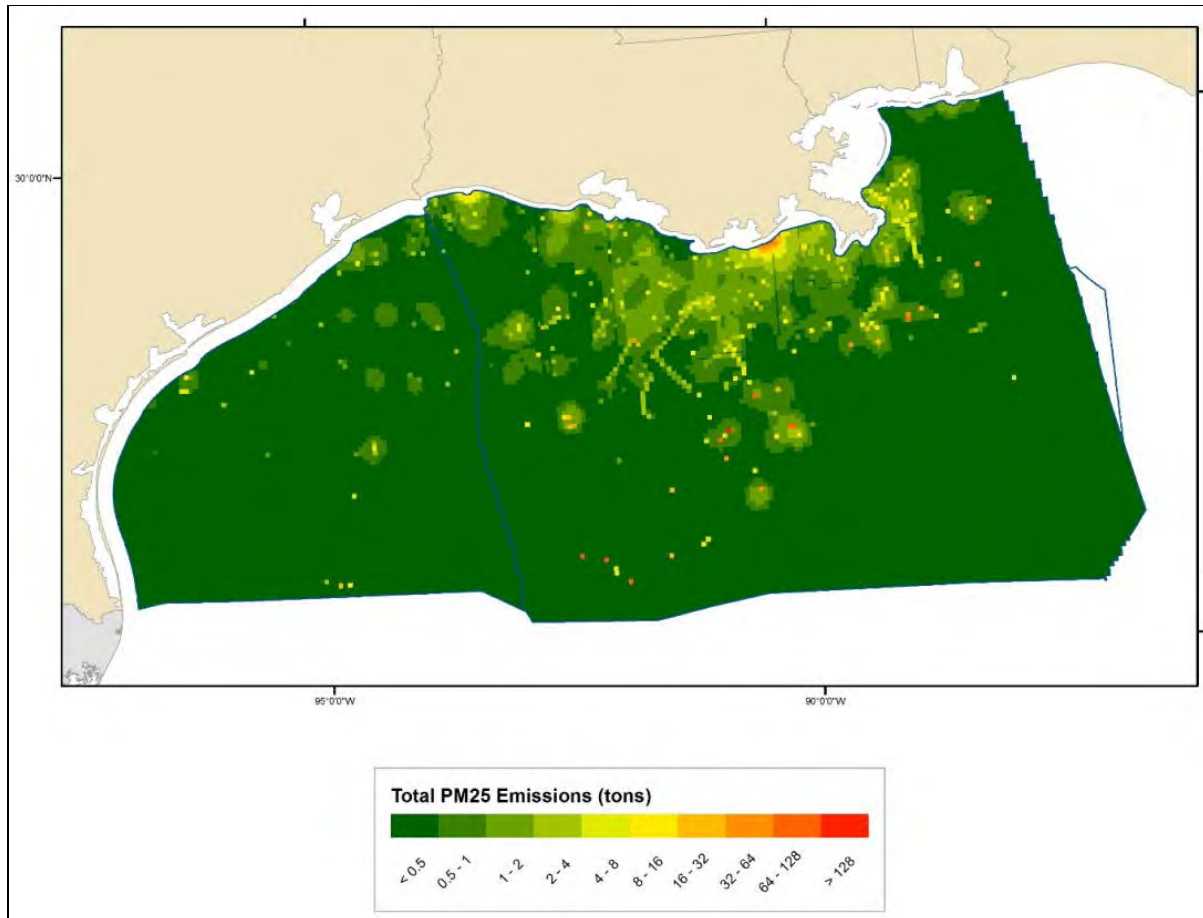 30°0'0"N
95°0'0"W
90°0'0"W
Total PM25 Emissions (tons)
< 0.5
0.5 - 1
1 - 2
2 - 4
4 - 8
8 - 16
16 - 32
32 - 64
64 - 128
> 128